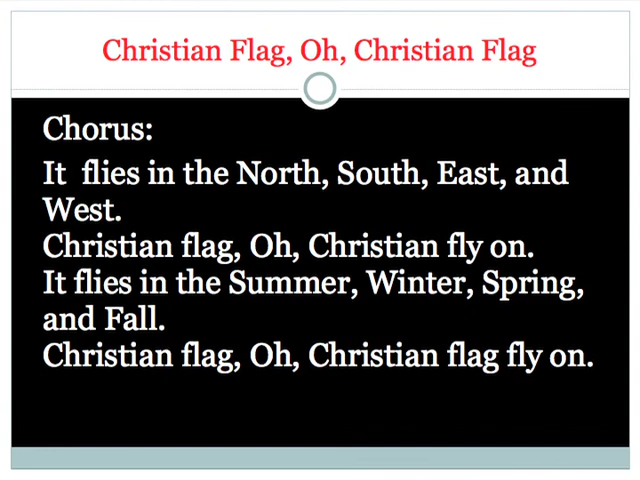 Christian Flag, Oh, Christian Flag
Chorus:
It flies in the North, South, East, and
West.
Christian flag, Oh, Christian fly on.
It flies in the Summer, Winter, Spring,
and Fall.
Christian flag, Oh, Christian flag fly on.